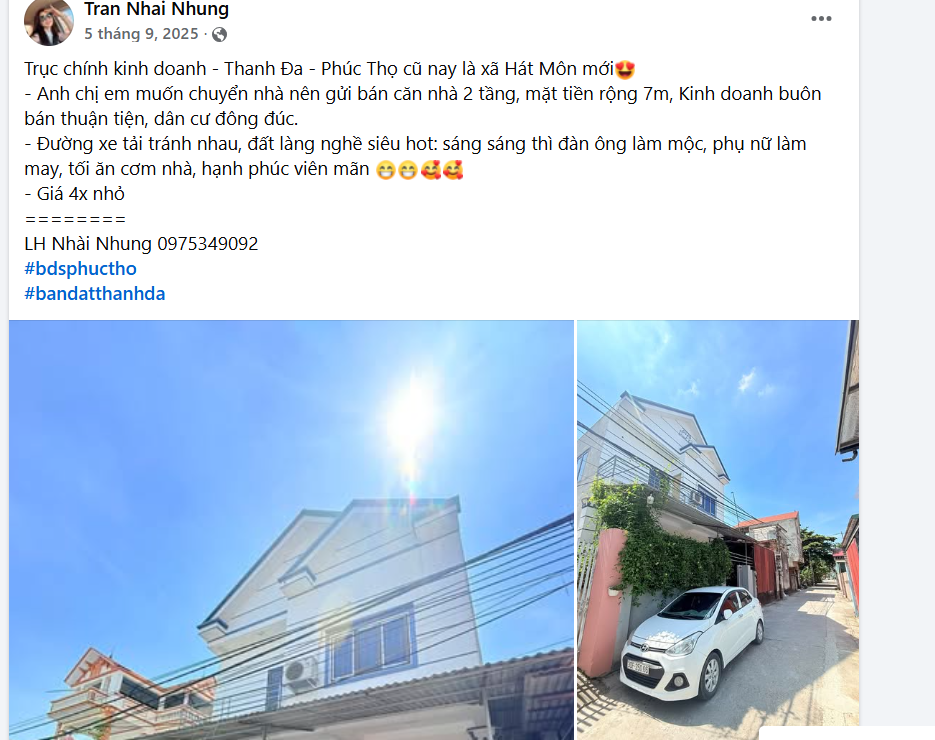 Tran Nhai Nhung
5 tháng 9, 2025 ·
Trục chính kinh doanh - Thanh Đa - Phúc Thọ cũ nay là xã Hát Môn mới😍
- Anh chị em muốn chuyển nhà nên gửi bán căn nhà 2 tầng, mặt tiền rộng 7m, Kinh doanh buôn
bán thuận tiện, dân cư đông đúc.
- Đường xe tải tránh nhau, đất làng nghề siêu hot: sáng sáng thì đàn ông làm mộc, phụ nữ làm
may, tối ăn cơm nhà, hạnh phúc viên mãn 😁😁🥰🥰
- Giá 4x nhỏ
========
LH Nhài Nhung 0975349092
#bdsphuctho
#bandatthanhda